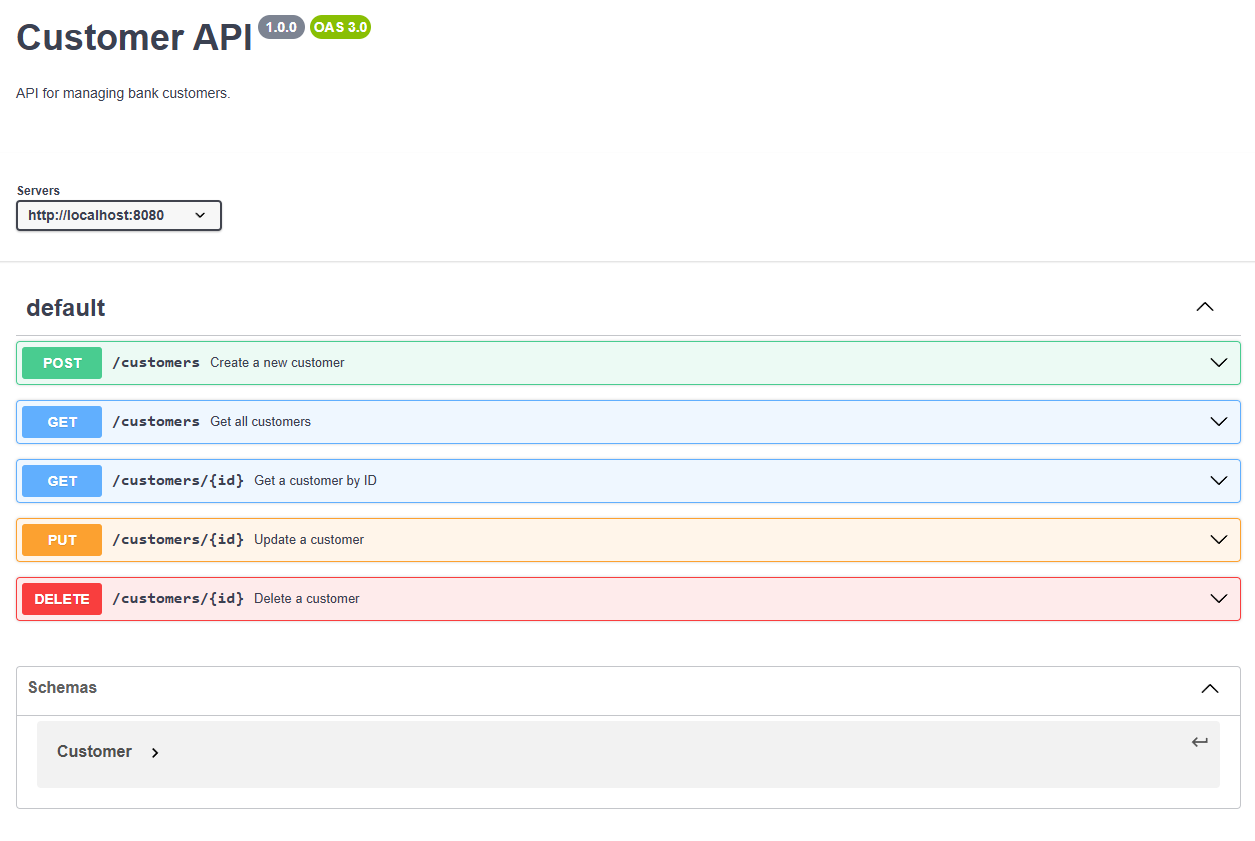 Customer API 1.0.0 OAS 3.0
API for managing bank customers.
Servers
http://localhost:8080
default
POST /customers Create a new customer
GET /customers Get all customers
GET /customers/{id} Get a customer by ID
PUT /customers/{id} Update a customer
DELETE /customers/{id} Delete a customer
Schemas
Customer